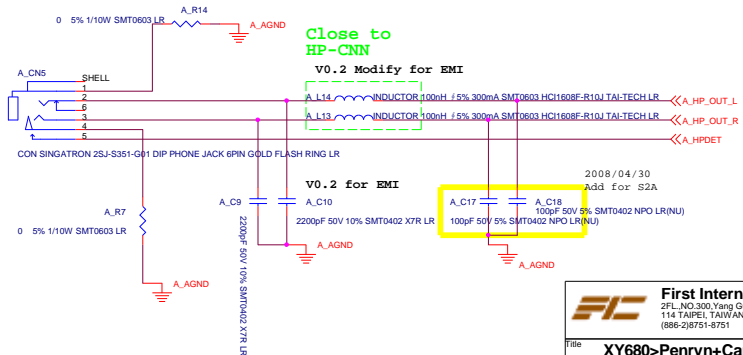 A_R14
0 5% 1/10W SMT0603 LR
A_AGND
Close to
HP-CNN
V0.2 Modify for EMI
A_CN5
SHELL
1
2
6
3
4
5
A_L14 INDUCTOR 100nH ±5% 300mA SMT0603 HCI1608F-R10J TAI-TECH LR
A_HP_OUT_L
A_L13 INDUCTOR 100nH ±5% 300mA SMT0603 HCI1608F-R10J TAI-TECH LR
A_HP_OUT_R
A_HPDET
CON SINGATRON 2SJ-S351-G01 DIP PHONE JACK 6PIN GOLD FLASH RING LR
2008/04/30
Add for S2A
V0.2 for EMI
A_R7
0 5% 1/10W SMT0603 LR
A_C9
2200pF 50V 10% SMT0402 X7R LR
A_C10
2200pF 50V 10% SMT0402 X7R LR
A_C17
100pF 50V 5% SMT0402 NPO LR(NU)
A_C18
100pF 50V 5% SMT0402 NPO LR(NU)
A_AGND
A_AGND
A_AGND
FIC
First Intern
2FL.,NO.300,Yang G
114 TAIPEI, TAIWAN
(886-2)8751-8751
Title
XY680>Penryn+Ca